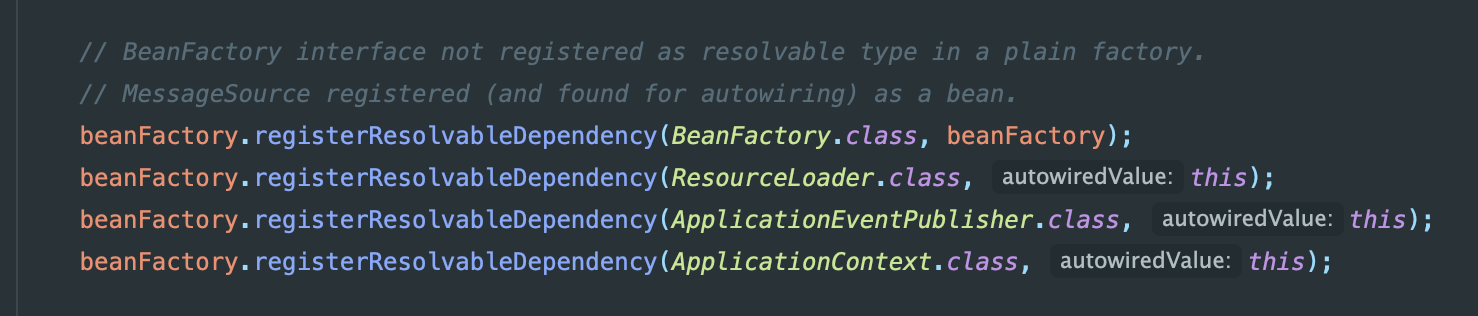 // BeanFactory interface not registered as resolvable type in a plain factory.
// MessageSource registered (and found for autowiring) as a bean.
beanFactory.registerResolvableDependency(BeanFactory.class, beanFactory);
beanFactory.registerResolvableDependency(ResourceLoader.class, autowiredValue: this);
beanFactory.registerResolvableDependency(ApplicationEventPublisher.class, autowiredValue: this);
beanFactory.registerResolvableDependency(ApplicationContext.class, autowiredValue: this);